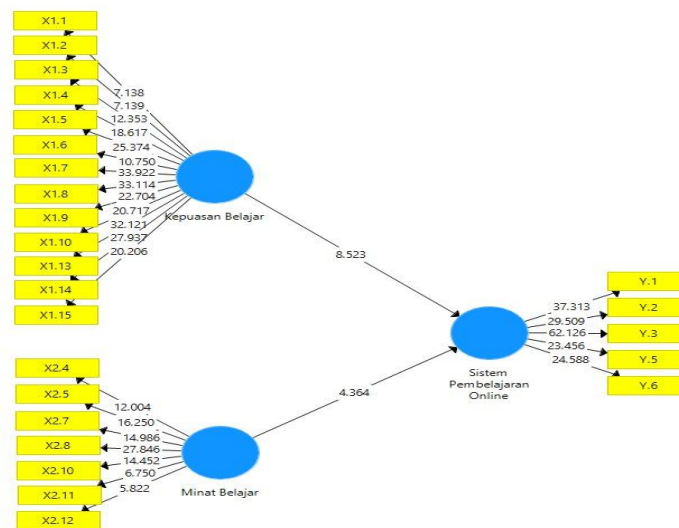 X1.1
X1.2
X1.3
X1.4
X1.5
X1.6
X1.7
X1.8
X1.9
X1.10
X1.13
X1.14
X1.15
7.138
7.139
12.353
18.617
25.374
10.750
33.922
33.114
22.704
20.717
32.121
27.937
20.206
Kepuasan Belajar
8.523
X2.4
X2.5
X2.7
X2.8
X2.10
X2.11
X2.12
12.004
16.250
14.986
27.846
14.452
6.750
5.822
Minat Belajar
4.364
Sistem
Pembelajaran
Online
37.313
29.509
62.126
23.456
24.588
Y.1
Y.2
Y.3
Y.5
Y.6